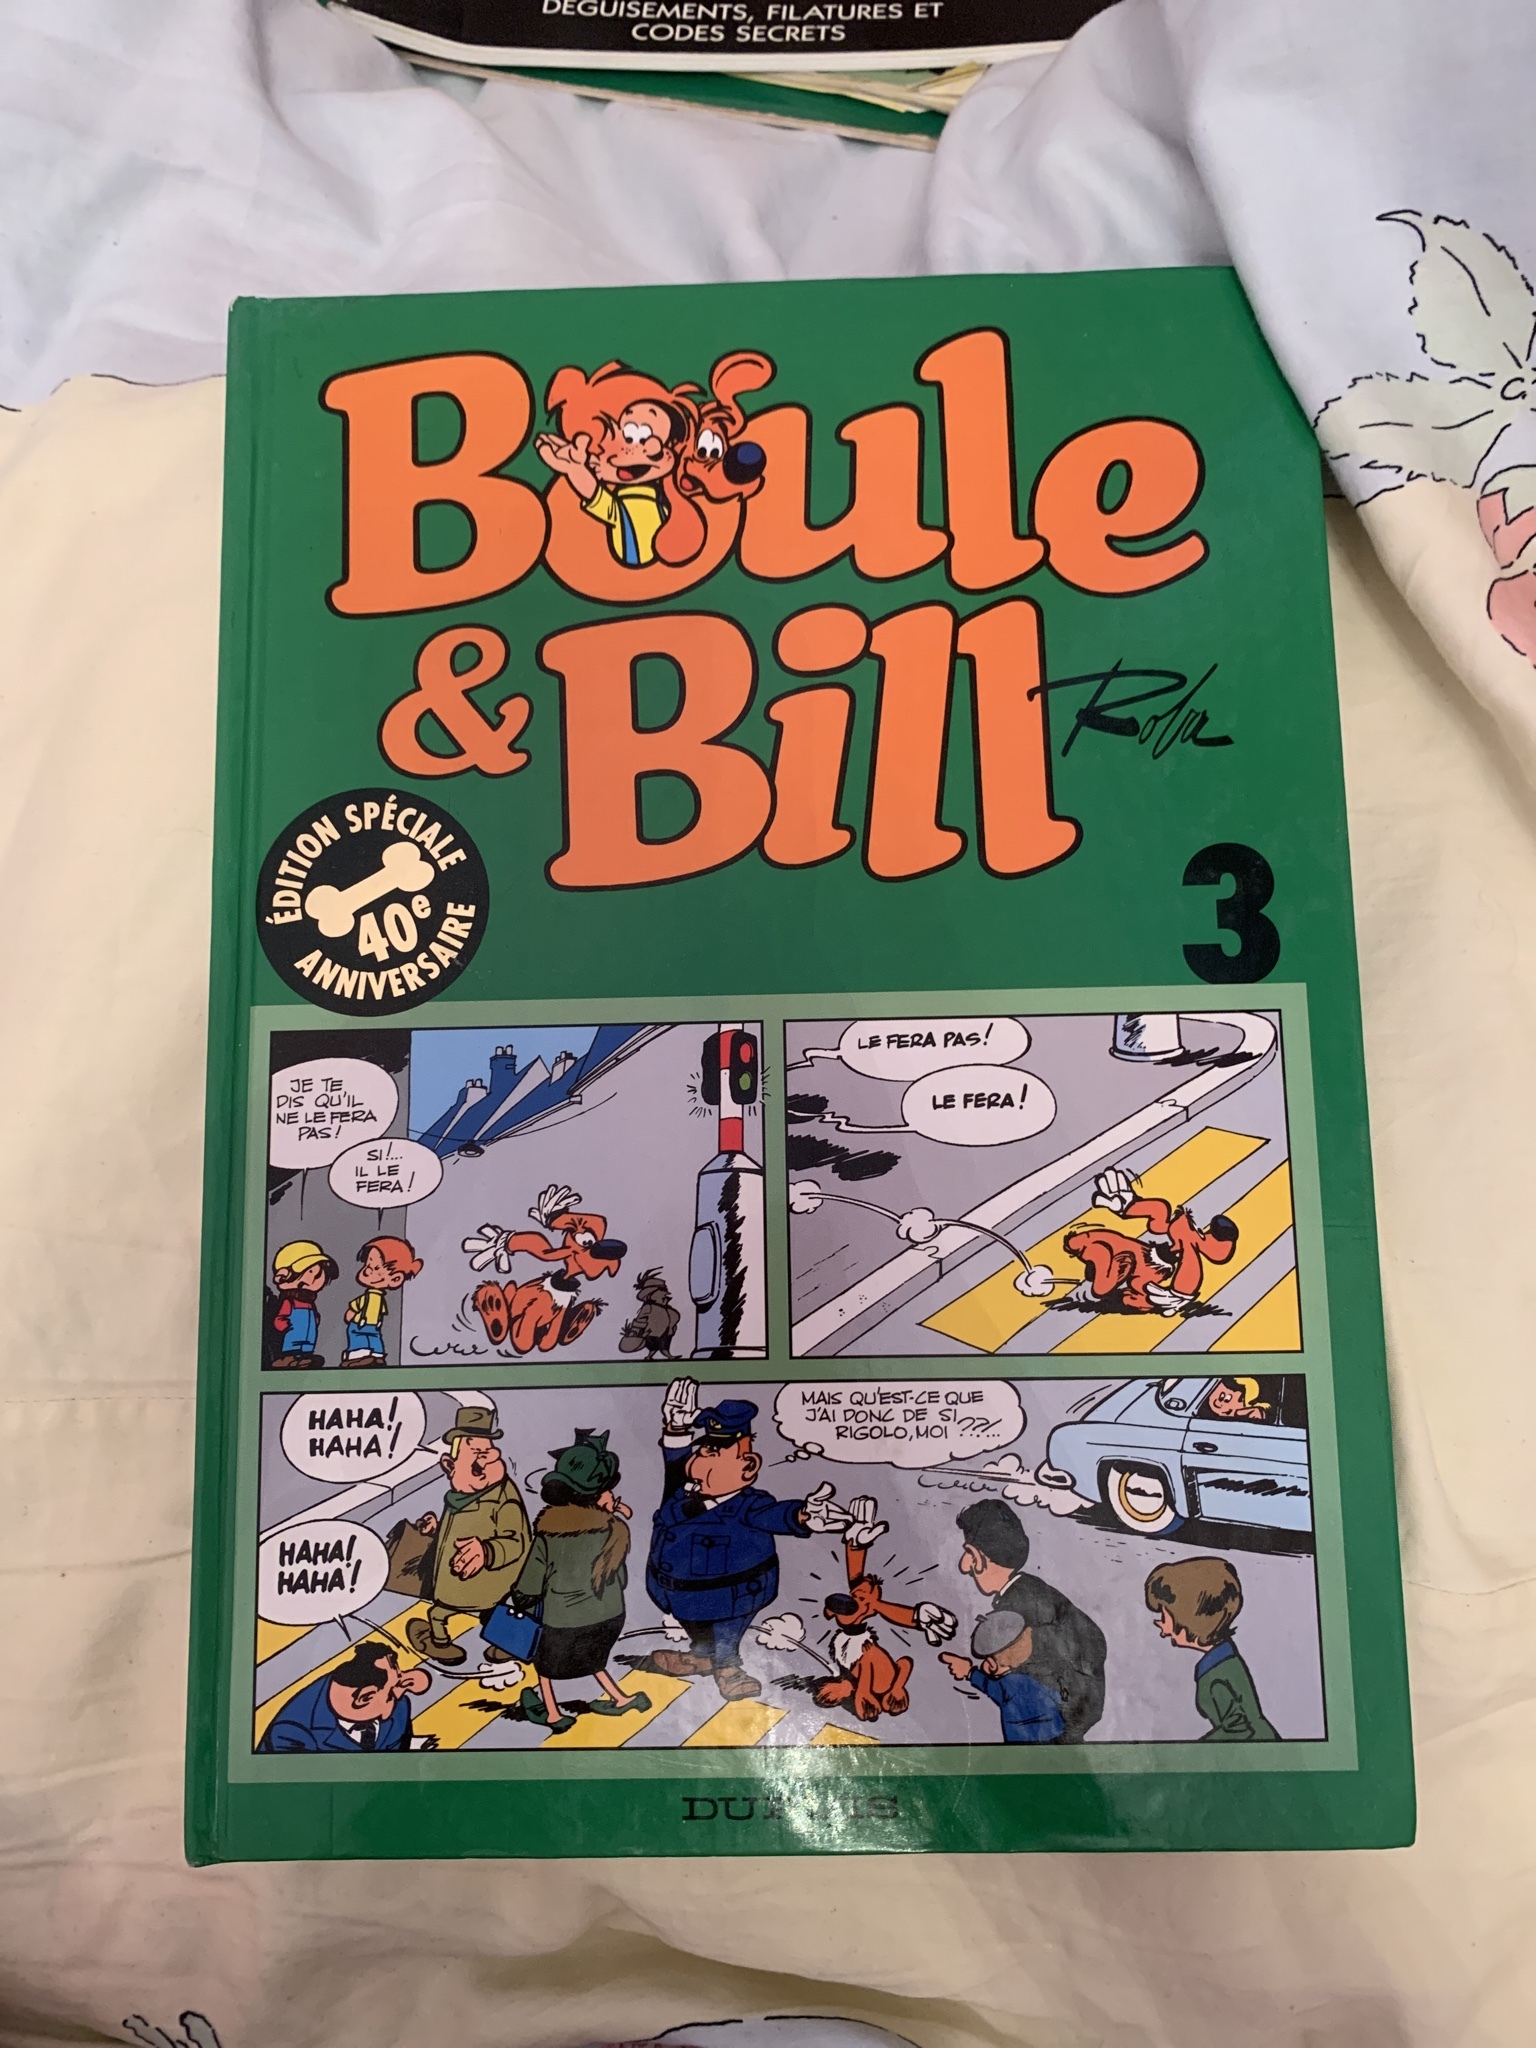 DÉGUISEMENTS, FILATURES ET
CODES SECRETS
Boule
& Bill
Roba
ÉDITION SPÉCIALE
40e
ANNIVERSAIRE
3
JE TE
DIS QU'IL
NE LE FERA
PAS!
SI!...
IL LE
FERA!
LE FERA PAS!
LE FERA!
HAHA!
HAHA!
HAHA!
HAHA!
MAIS QU'EST-CE QUE
J'AI DONC DE SI
RIGOLO, MOI ??!...
DUPUIS